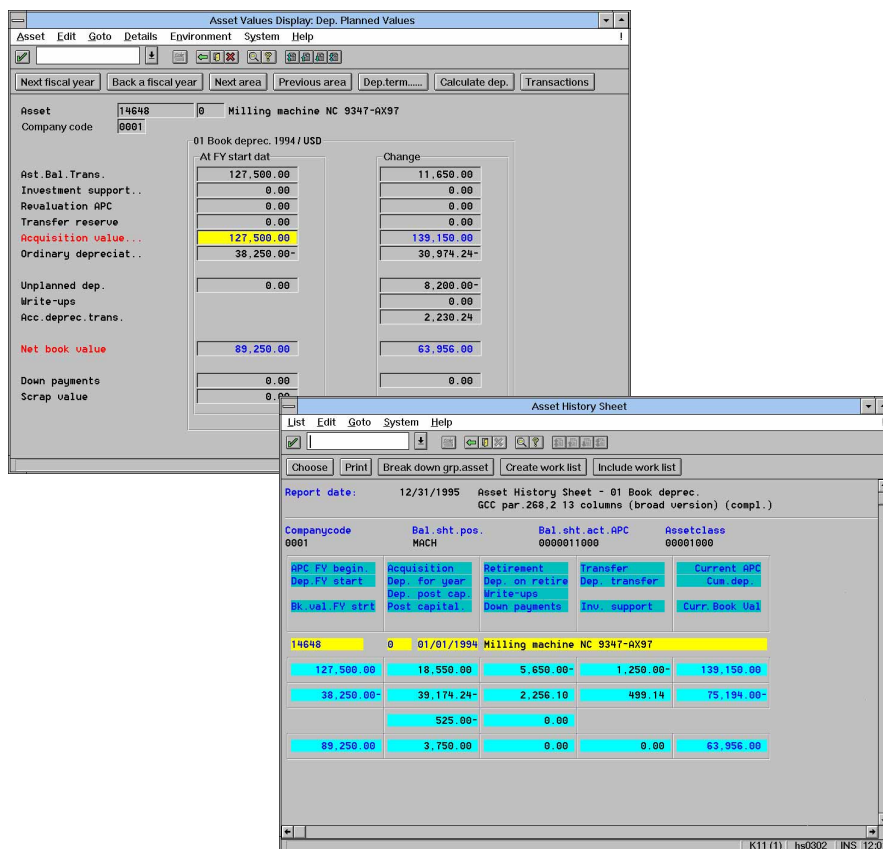 Asset Values Display: Dep. Planned Values
Asset Edit Goto Details Environment System Help !
Next fiscal year Back a fiscal year Next area Previous area Dep.term...... Calculate dep. Transactions
Asset 14648 0 Milling machine NC 9347-AX97
Company code 0001
01 Book deprec. 1994 / USD
At FY start dat Change
Ast.Bal.Trans. 127,500.00 11,650.00
Investment support.. 0.00 0.00
Revaluation APC 0.00 0.00
Transfer reserve 0.00 0.00
Acquisition value... 127,500.00 139,150.00
Ordinary depreciat.. 38,250.00- 30,974.24-
Unplanned dep. 0.00 8,200.00-
Write-ups 0.00
Acc.deprec.trans. 2,230.24
Net book value 89,250.00 63,956.00
Down payments 0.00 0.00
Scrap value 0.00
Asset History Sheet
List Edit Goto System Help
Choose Print Break down grp.asset Create work list Include work list
Report date: 12/31/1995 Asset History Sheet - 01 Book deprec.
GCC par.268,2 13 columns (broad version) (compl.)
Companycode Bal.sht.pos. Bal.sht.act.APC Assetclass
0001 MACH 0000011000 00001000
APC FY begin. Acquisition Retirement Transfer Current APC
Dep.FY start Dep. for year Dep. on retire Dep. transfer Cum.dep.
Dep. post cap. Write-ups
Bk.val.FY strt Post capital. Down payments Inv. support Curr.Book Val
14648 0 01/01/1994 Milling machine NC 9347-AX97
127,500.00 18,550.00 5,650.00- 1,250.00- 139,150.00
38,250.00- 39,174.24- 2,256.10 499.14 75,194.00-
525.00- 0.00
89,250.00 3,750.00 0.00 0.00 63,956.00
K11 (1) hs0302 INS